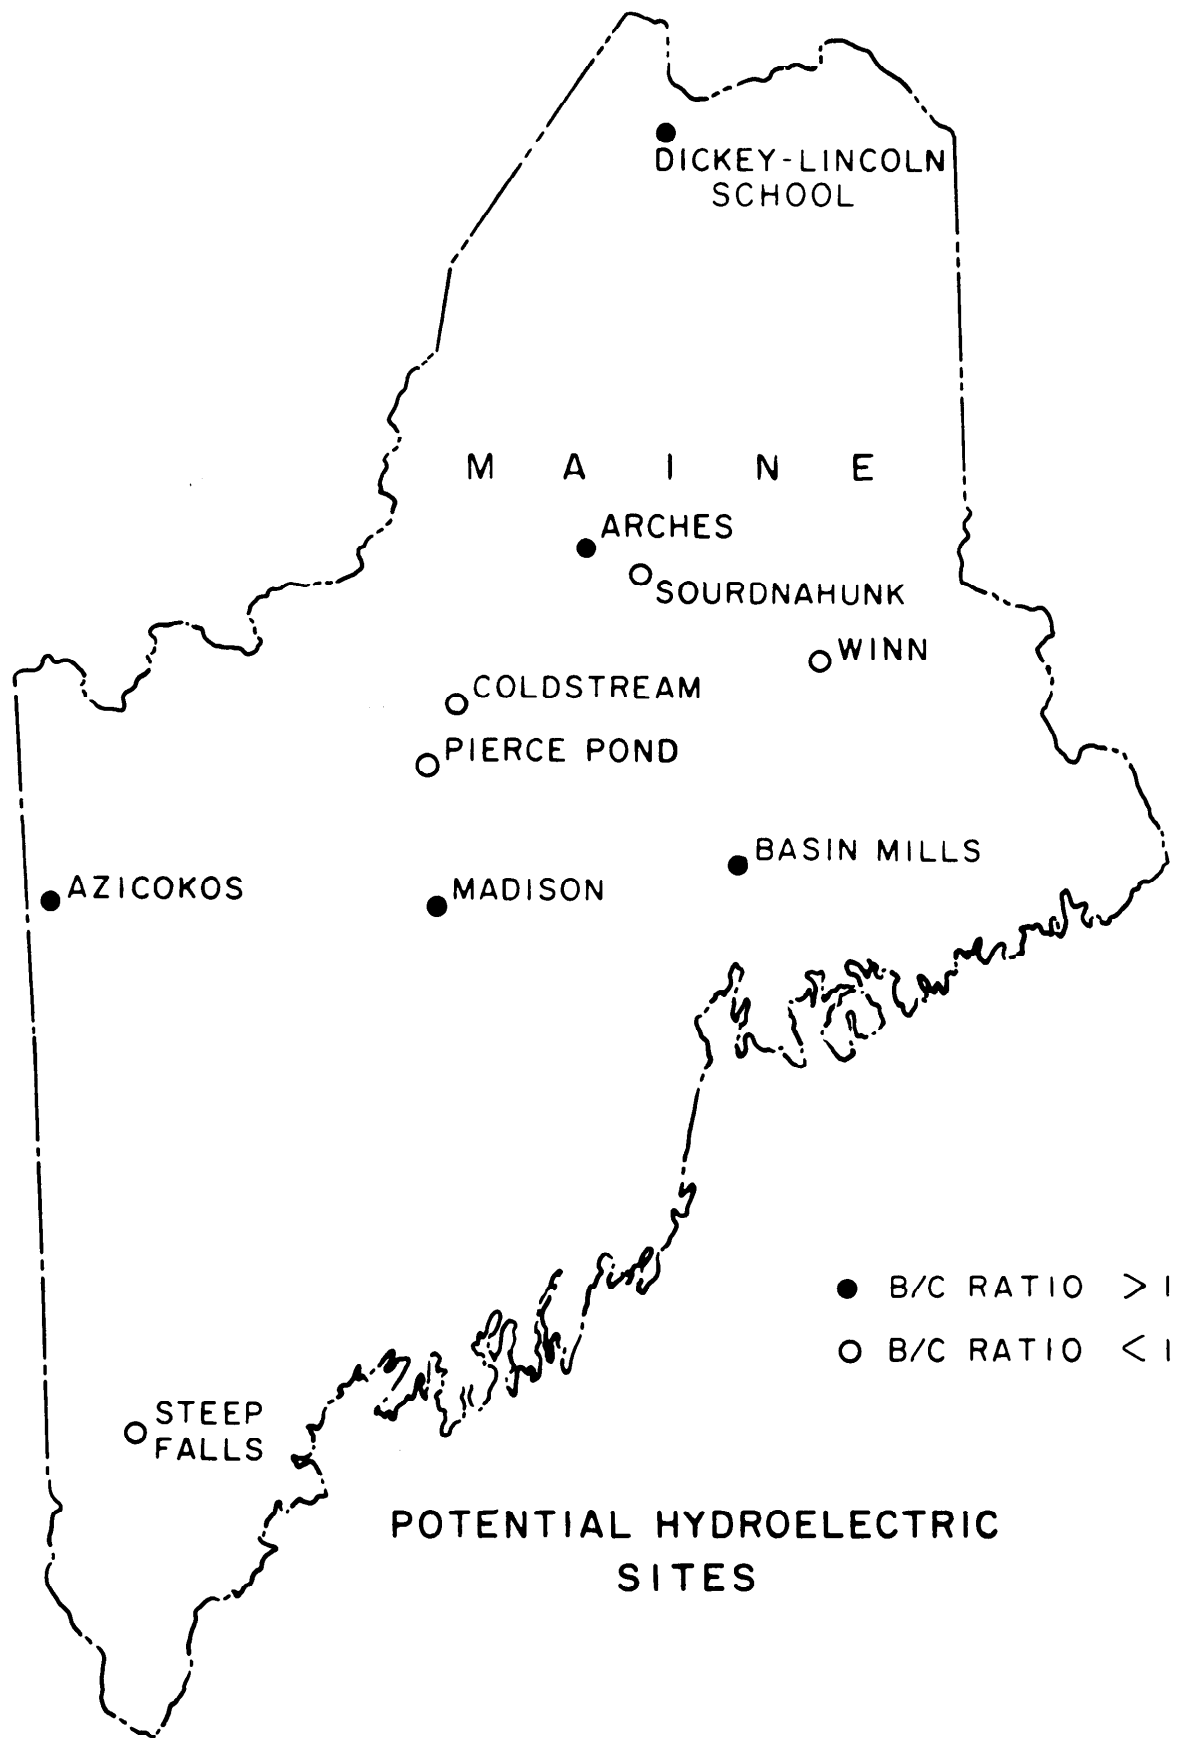 DICKEY-LINCOLN
SCHOOL
MAINE
ARCHES
SOURDNAHUNK
WINN
COLDSTREAM
PIERCE POND
BASIN MILLS
AZICOKOS
MADISON
B/C RATIO > 1
B/C RATIO < 1
STEEP
FALLS
POTENTIAL HYDROELECTRIC
SITES